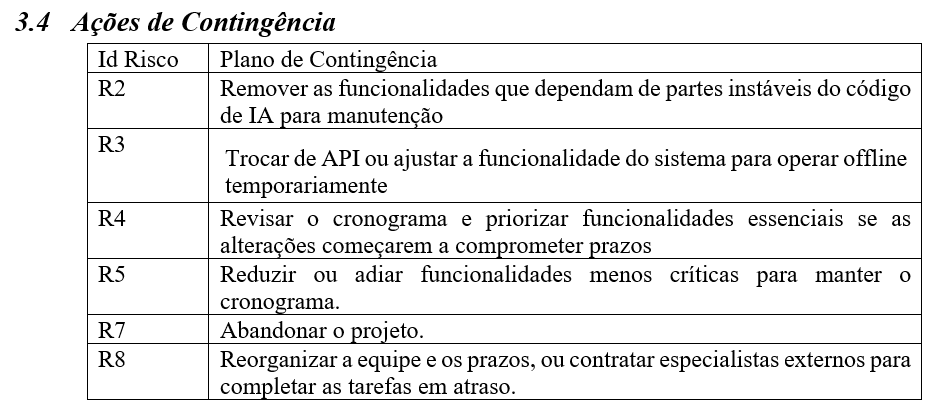 3.4 Ações de Contingência
Id Risco Plano de Contingência
R2 Remover as funcionalidades que dependam de partes instáveis do código
de IA para manutenção
R3 Trocar de API ou ajustar a funcionalidade do sistema para operar offline
temporariamente
R4 Revisar o cronograma e priorizar funcionalidades essenciais se as
alterações começarem a comprometer prazos
R5 Reduzir ou adiar funcionalidades menos críticas para manter o
cronograma.
R7 Abandonar o projeto.
R8 Reorganizar a equipe e os prazos, ou contratar especialistas externos para
completar as tarefas em atraso.